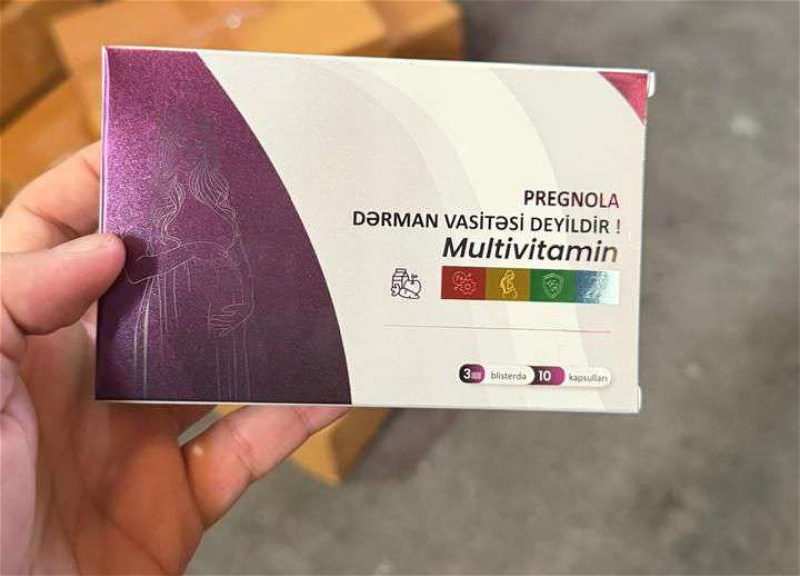 PREGNOLA
DƏRMAN VASİTƏSİ DEYİLDİR !
Multivitamin
3 blisterdə 10 kapsulları